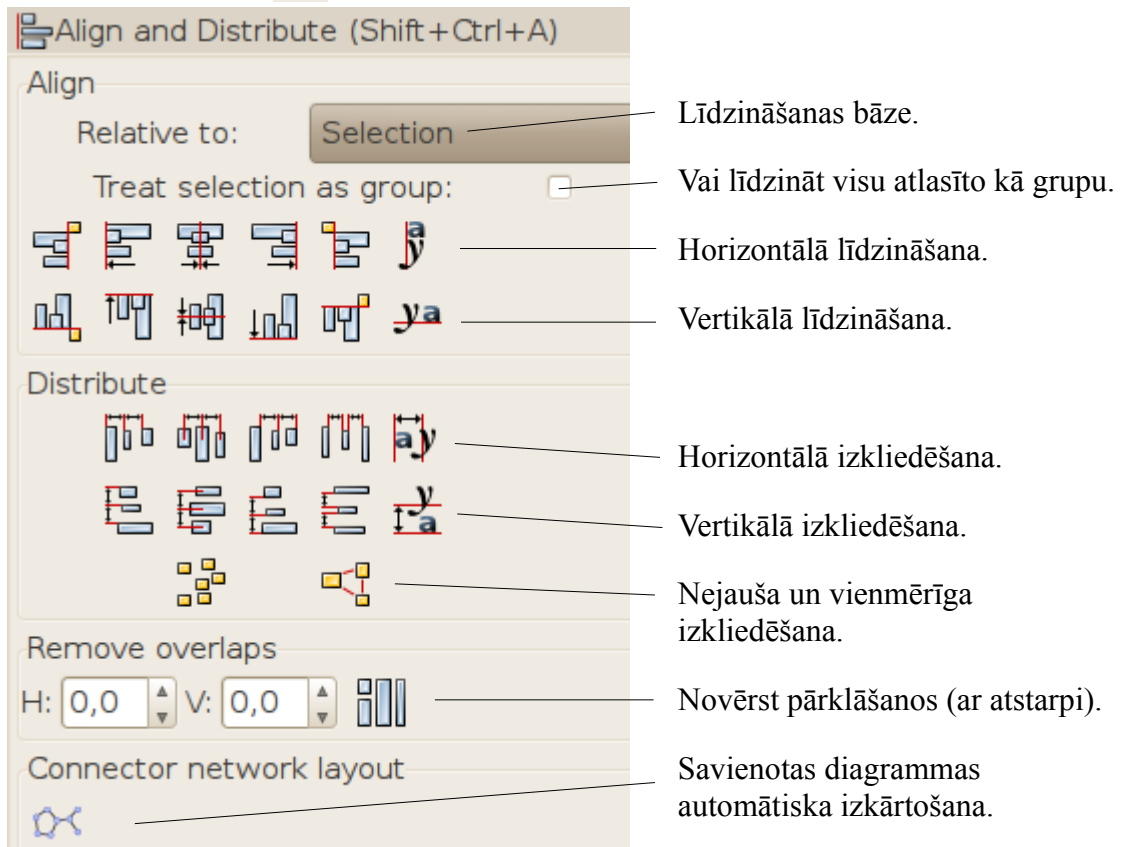 Align and Distribute (Shift+Ctrl+A)
Align
Relative to: Selection
Līdzināšanas bāze.
Treat selection as group:
Vai līdzināt visu atlasīto kā grupu.
Horizontālā līdzināšana.
Vertikālā līdzināšana.
Distribute
Horizontālā izkliedēšana.
Vertikālā izkliedēšana.
Nejauša un vienmērīga
izkliedēšana.
Remove overlaps
H: 0,0 V: 0,0
Novērst pārklāšanos (ar atstarpi).
Connector network layout
Savienotas diagrammas
automātiska izkārtošana.